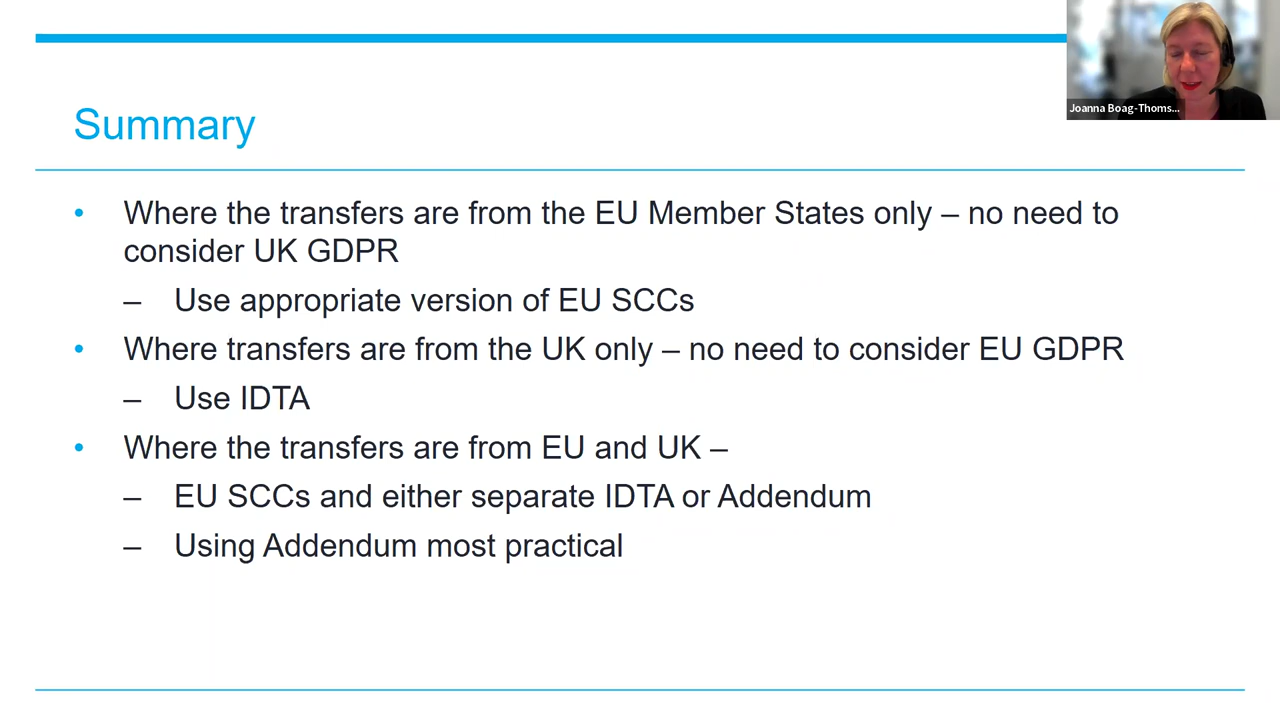 Joanna Boag-Thoms...
Summary
• Where the transfers are from the EU Member States only – no need to
consider UK GDPR
– Use appropriate version of EU SCCs
• Where transfers are from the UK only – no need to consider EU GDPR
– Use IDTA
• Where the transfers are from EU and UK –
– EU SCCs and either separate IDTA or Addendum
– Using Addendum most practical